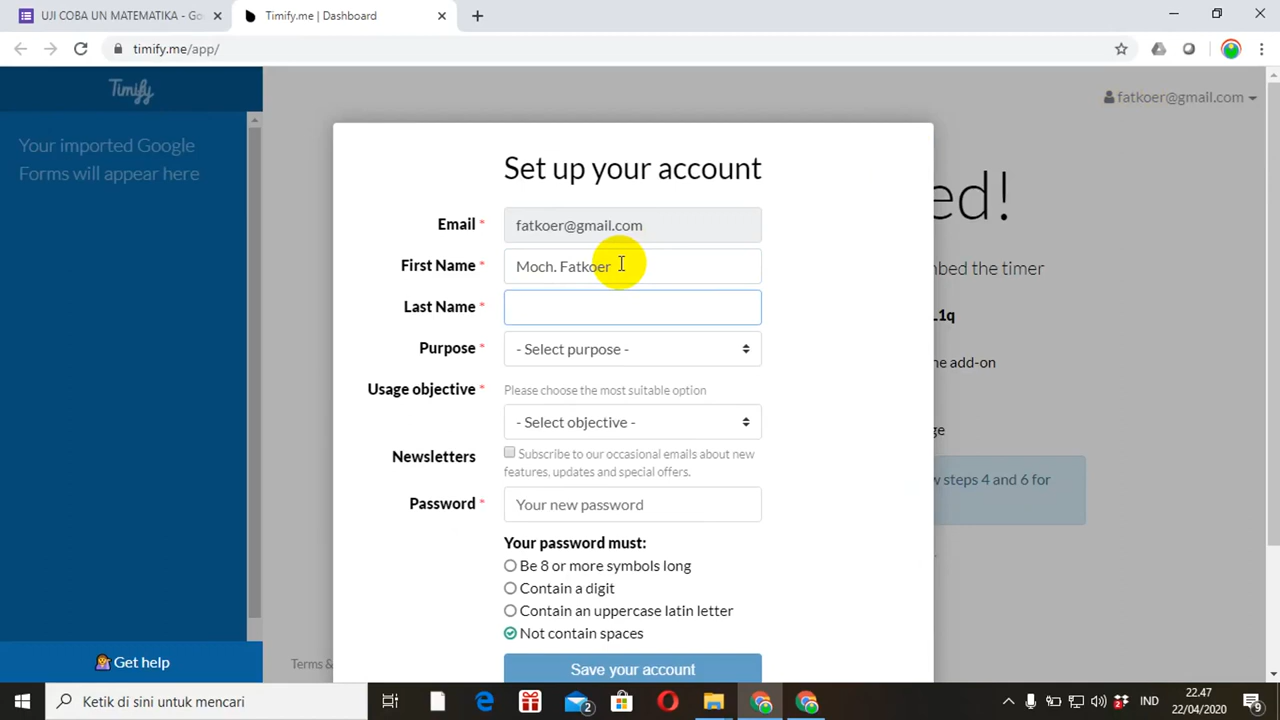 UJI COBA UN MATEMATIKA - Go
Timify.me | Dashboard
timify.me/app/
Timify
fatkoer@gmail.com
Your imported Google
Forms will appear here
Set up your account
ed!
Email *
fatkoer@gmail.com
First Name *
Moch. Fatkoer
mbed the timer
Last Name *
L1q
Purpose *
- Select purpose -
ne add-on
Usage objective *
Please choose the most suitable option
- Select objective -
ge
Newsletters
Subscribe to our occasional emails about new
features, updates and special offers.
w steps 4 and 6 for
Password *
Your new password
Your password must:
Be 8 or more symbols long
Contain a digit
Contain an uppercase latin letter
Not contain spaces
Get help
Terms &
Save your account
Ketik di sini untuk mencari
2
IND
22.47
22/04/2020
9